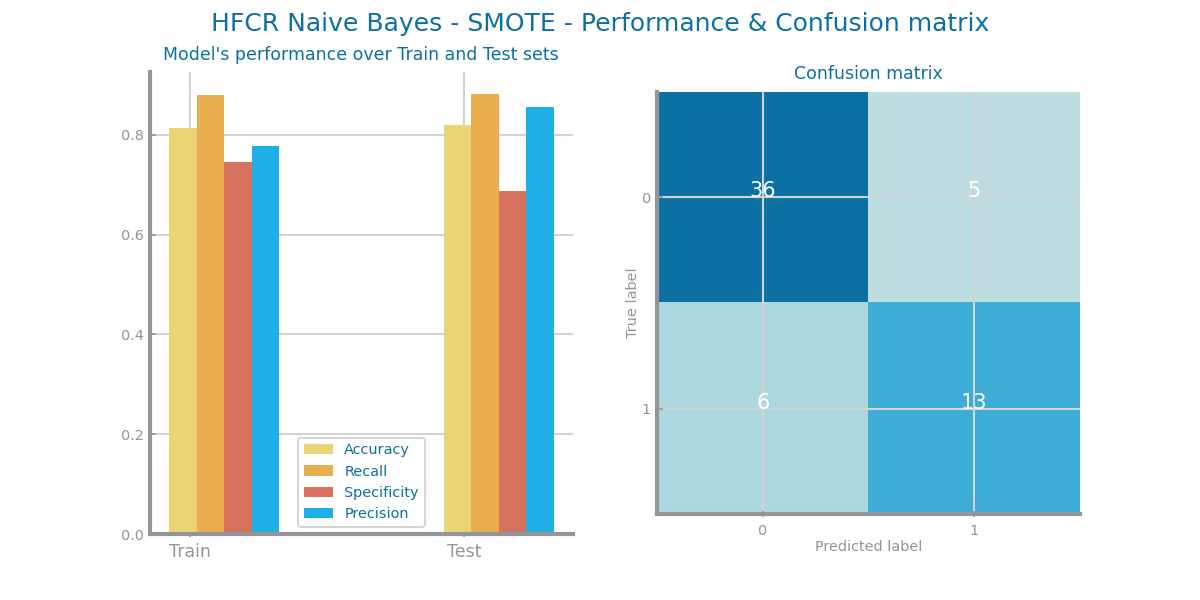 HFCR Naive Bayes - SMOTE - Performance & Confusion matrix
Model's performance over Train and Test sets
0.8
0.6
0.4
0.2
0.0
Train
Test
Accuracy
Recall
Specificity
Precision
Confusion matrix
36
5
6
13
0
1
True label
0
1
Predicted label